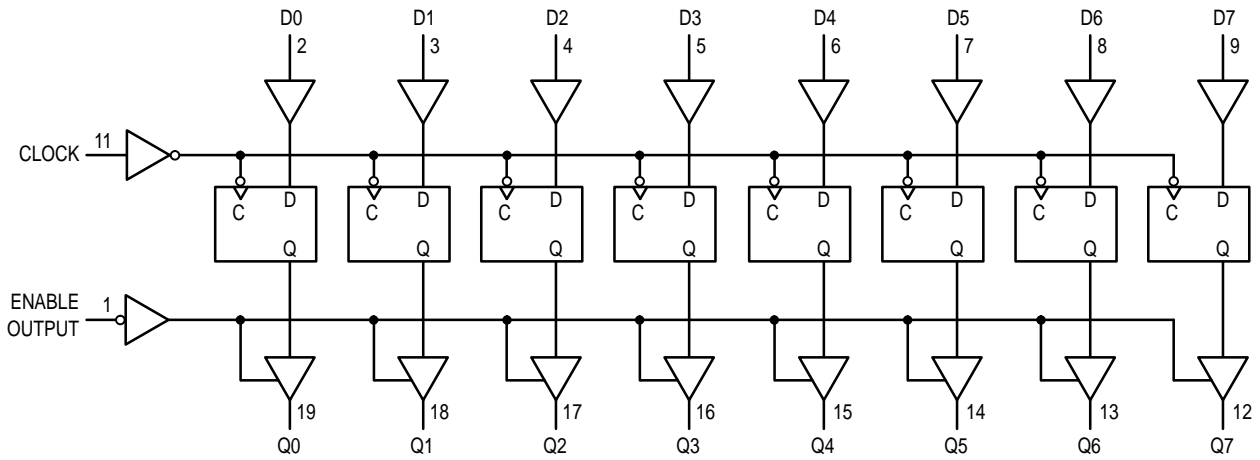 D0 D1 D2 D3 D4 D5 D6 D7
2 3 4 5 6 7 8 9
CLOCK 11
C D C D C D C D C D C D C D C D
Q Q Q Q Q Q Q Q
ENABLE
OUTPUT 1
19 18 17 16 15 14 13 12
Q0 Q1 Q2 Q3 Q4 Q5 Q6 Q7